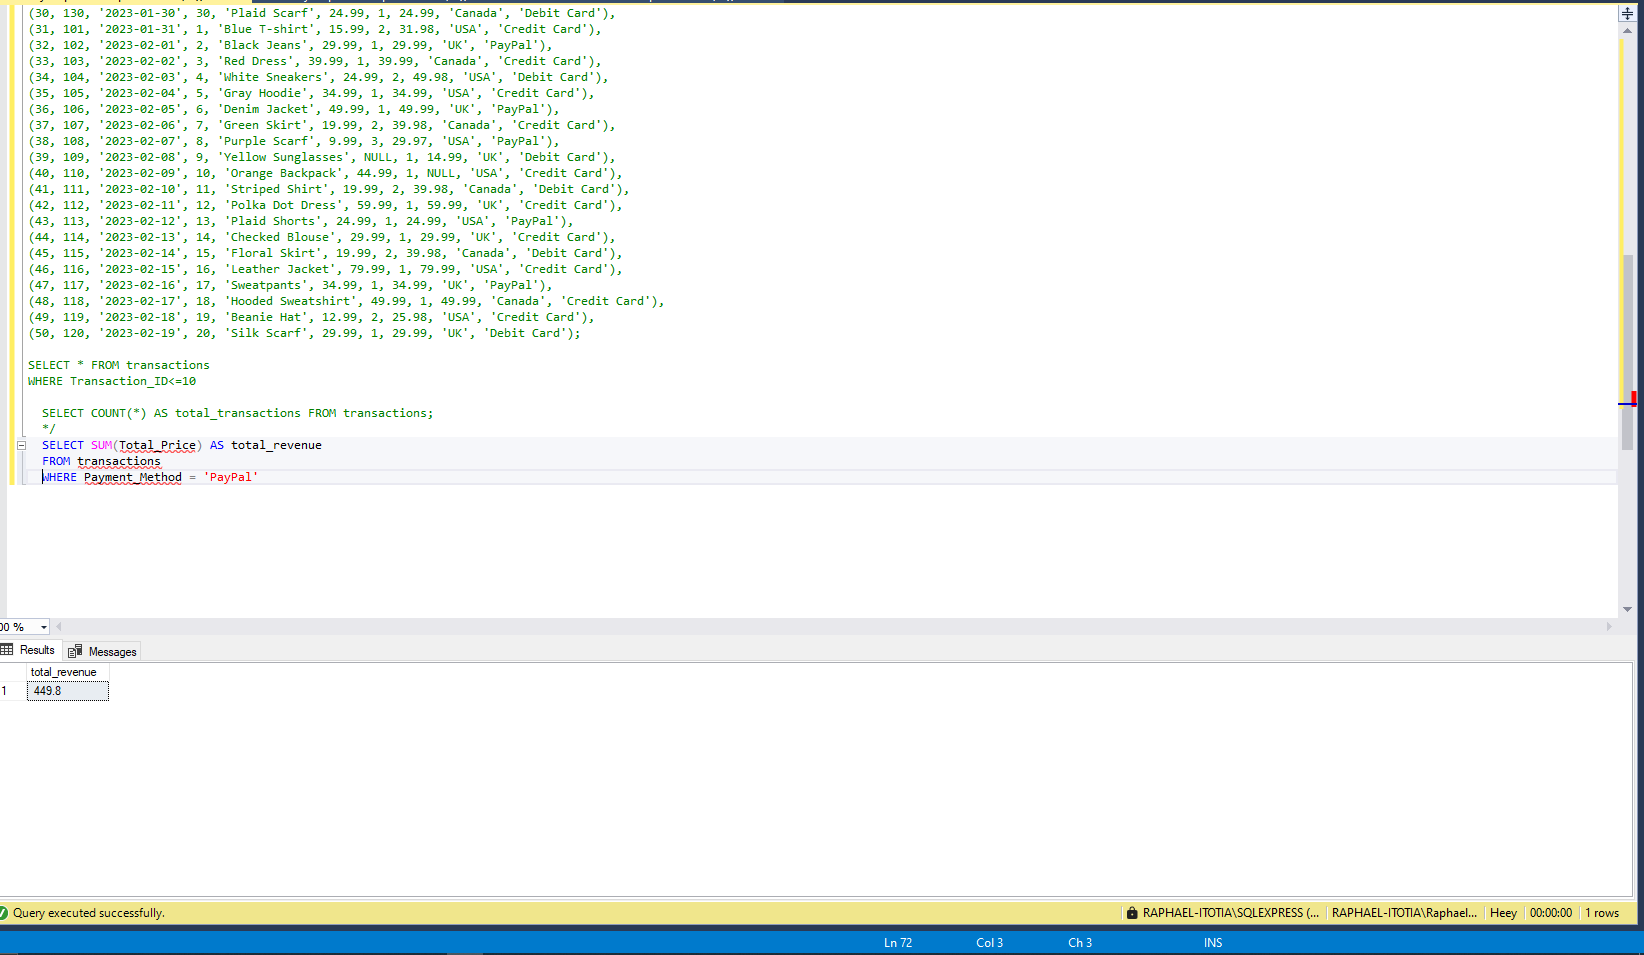 (30, 130, '2023-01-30', 30, 'Plaid Scarf', 24.99, 1, 24.99, 'Canada', 'Debit Card'),
(31, 101, '2023-01-31', 1, 'Blue T-shirt', 15.99, 2, 31.98, 'USA', 'Credit Card'),
(32, 102, '2023-02-01', 2, 'Black Jeans', 29.99, 1, 29.99, 'UK', 'PayPal'),
(33, 103, '2023-02-02', 3, 'Red Dress', 39.99, 1, 39.99, 'Canada', 'Credit Card'),
(34, 104, '2023-02-03', 4, 'White Sneakers', 24.99, 2, 49.98, 'USA', 'Debit Card'),
(35, 105, '2023-02-04', 5, 'Gray Hoodie', 34.99, 1, 34.99, 'USA', 'Credit Card'),
(36, 106, '2023-02-05', 6, 'Denim Jacket', 49.99, 1, 49.99, 'UK', 'PayPal'),
(37, 107, '2023-02-06', 7, 'Green Skirt', 19.99, 2, 39.98, 'Canada', 'Credit Card'),
(38, 108, '2023-02-07', 8, 'Purple Scarf', 9.99, 3, 29.97, 'USA', 'PayPal'),
(39, 109, '2023-02-08', 9, 'Yellow Sunglasses', NULL, 1, 14.99, 'UK', 'Debit Card'),
(40, 110, '2023-02-09', 10, 'Orange Backpack', 44.99, 1, NULL, 'USA', 'Credit Card'),
(41, 111, '2023-02-10', 11, 'Striped Shirt', 19.99, 2, 39.98, 'Canada', 'Debit Card'),
(42, 112, '2023-02-11', 12, 'Polka Dot Dress', 59.99, 1, 59.99, 'UK', 'Credit Card'),
(43, 113, '2023-02-12', 13, 'Plaid Shorts', 24.99, 1, 24.99, 'USA', 'PayPal'),
(44, 114, '2023-02-13', 14, 'Checked Blouse', 29.99, 1, 29.99, 'UK', 'Credit Card'),
(45, 115, '2023-02-14', 15, 'Floral Skirt', 19.99, 2, 39.98, 'Canada', 'Debit Card'),
(46, 116, '2023-02-15', 16, 'Leather Jacket', 79.99, 1, 79.99, 'USA', 'Credit Card'),
(47, 117, '2023-02-16', 17, 'Sweatpants', 34.99, 1, 34.99, 'UK', 'PayPal'),
(48, 118, '2023-02-17', 18, 'Hooded Sweatshirt', 49.99, 1, 49.99, 'Canada', 'Credit Card'),
(49, 119, '2023-02-18', 19, 'Beanie Hat', 12.99, 2, 25.98, 'USA', 'Credit Card'),
(50, 120, '2023-02-19', 20, 'Silk Scarf', 29.99, 1, 29.99, 'UK', 'Debit Card');
SELECT * FROM transactions
WHERE Transaction_ID<=10
SELECT COUNT(*) AS total_transactions FROM transactions;
*/
SELECT SUM(Total_Price) AS total_revenue
FROM transactions
WHERE Payment_Method = 'PayPal'
00 %
Results Messages
total_revenue
1 449.8
Query executed successfully. RAPHAEL-ITOTIA\SQLEXPRESS (... RAPHAEL-ITOTIA\Raphael... Heey 00:00:00 1 rows
Ln 72 Col 3 Ch 3 INS